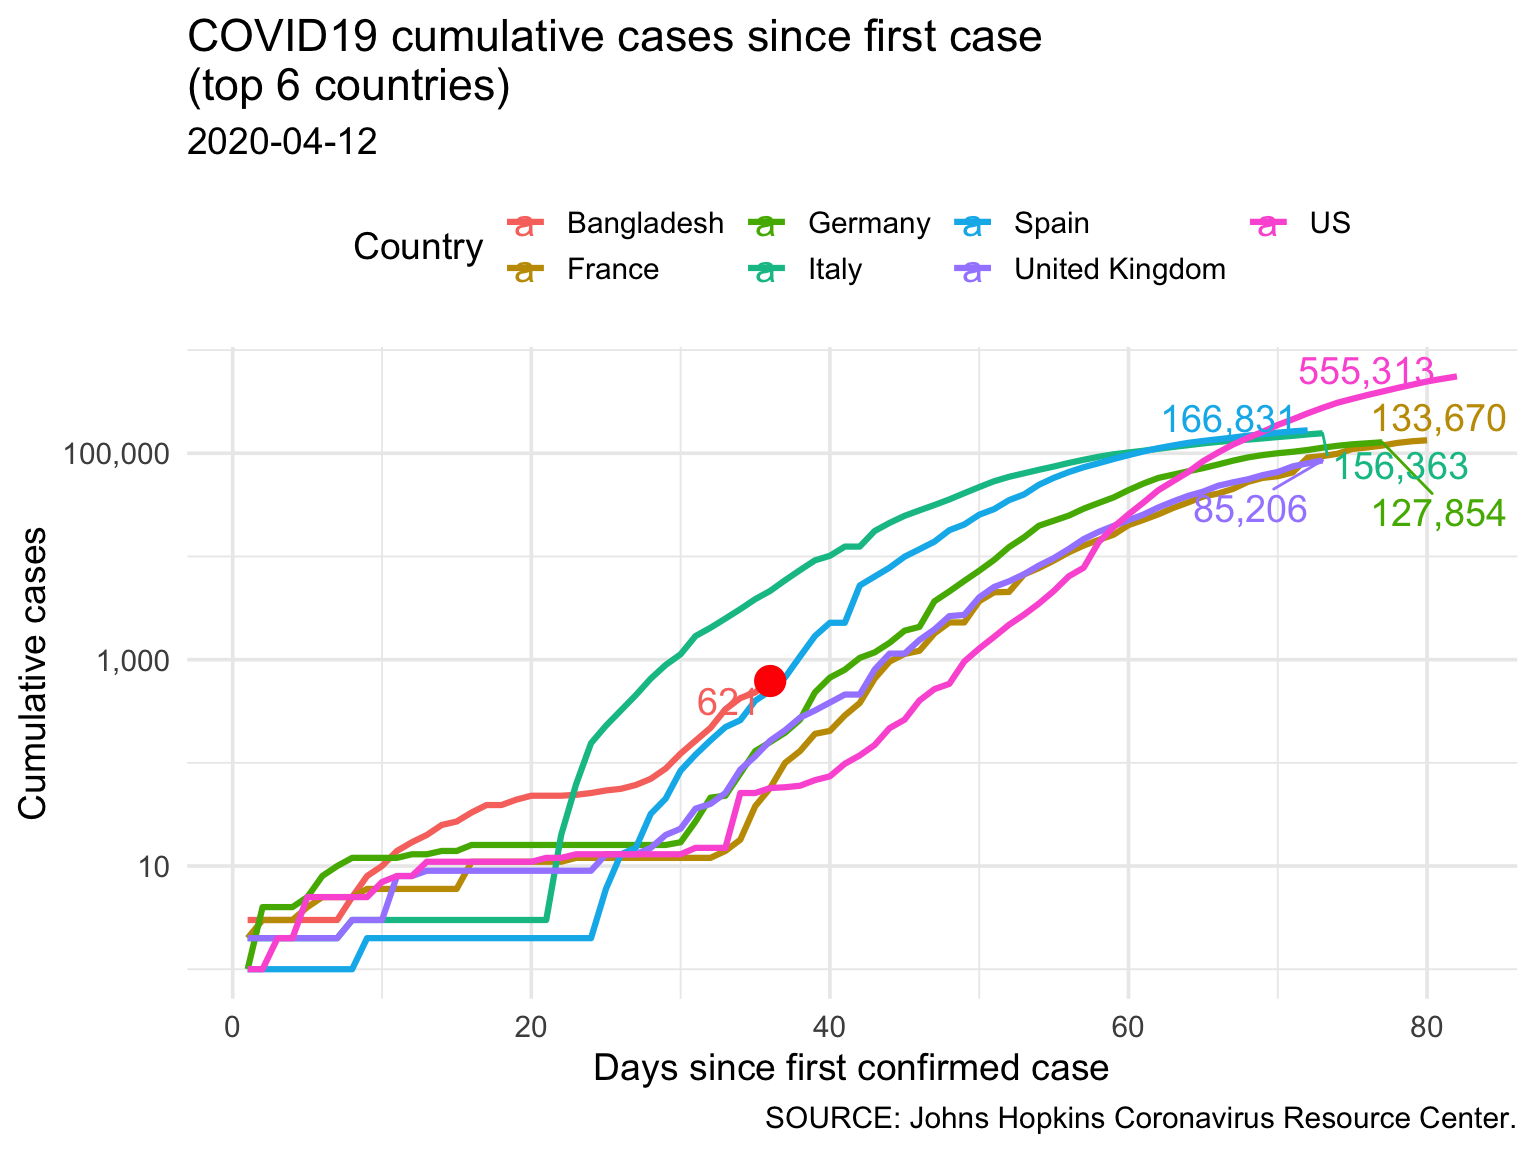 COVID19 cumulative cases since first case
(top 6 countries)
2020-04-12
Country
a Bangladesh a Germany a Spain a US
a France a Italy a United Kingdom
555,313
166,831 133,670
100,000
156,363
85,206 127,854
1,000
621
10
Cumulative cases
0 20 40 60 80
Days since first confirmed case
SOURCE: Johns Hopkins Coronavirus Resource Center.